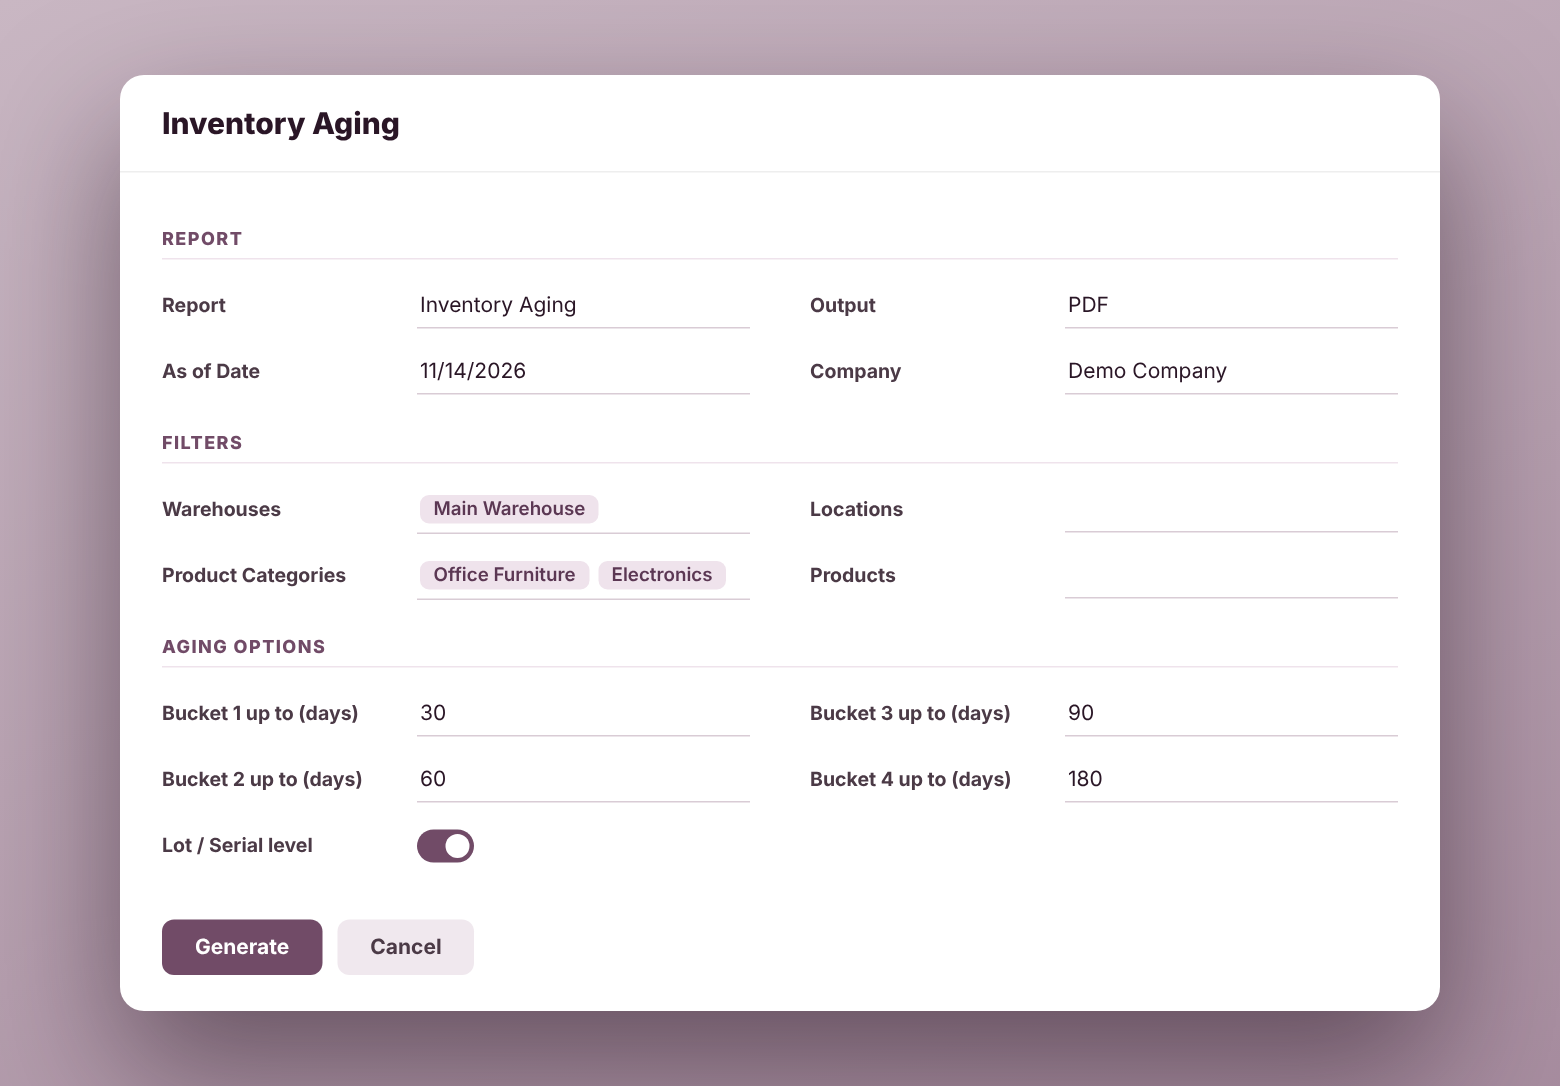 Inventory Aging
REPORT
Report Inventory Aging Output PDF
As of Date 11/14/2026 Company Demo Company
FILTERS
Warehouses Main Warehouse Locations
Product Categories Office Furniture Electronics Products
AGING OPTIONS
Bucket 1 up to (days) 30 Bucket 3 up to (days) 90
Bucket 2 up to (days) 60 Bucket 4 up to (days) 180
Lot / Serial level
Generate Cancel